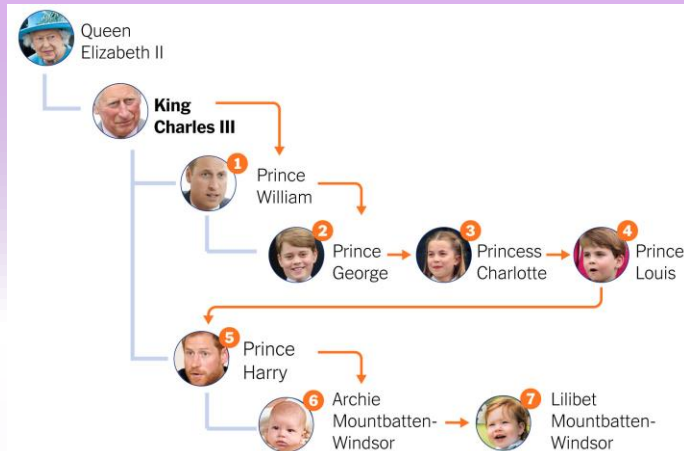 Queen
Elizabeth II
King
Charles III
1
Prince
William
2
Prince
George
3
Princess
Charlotte
4
Prince
Louis
5
Prince
Harry
6
Archie
Mountbatten-
Windsor
7
Lilibet
Mountbatten-
Windsor